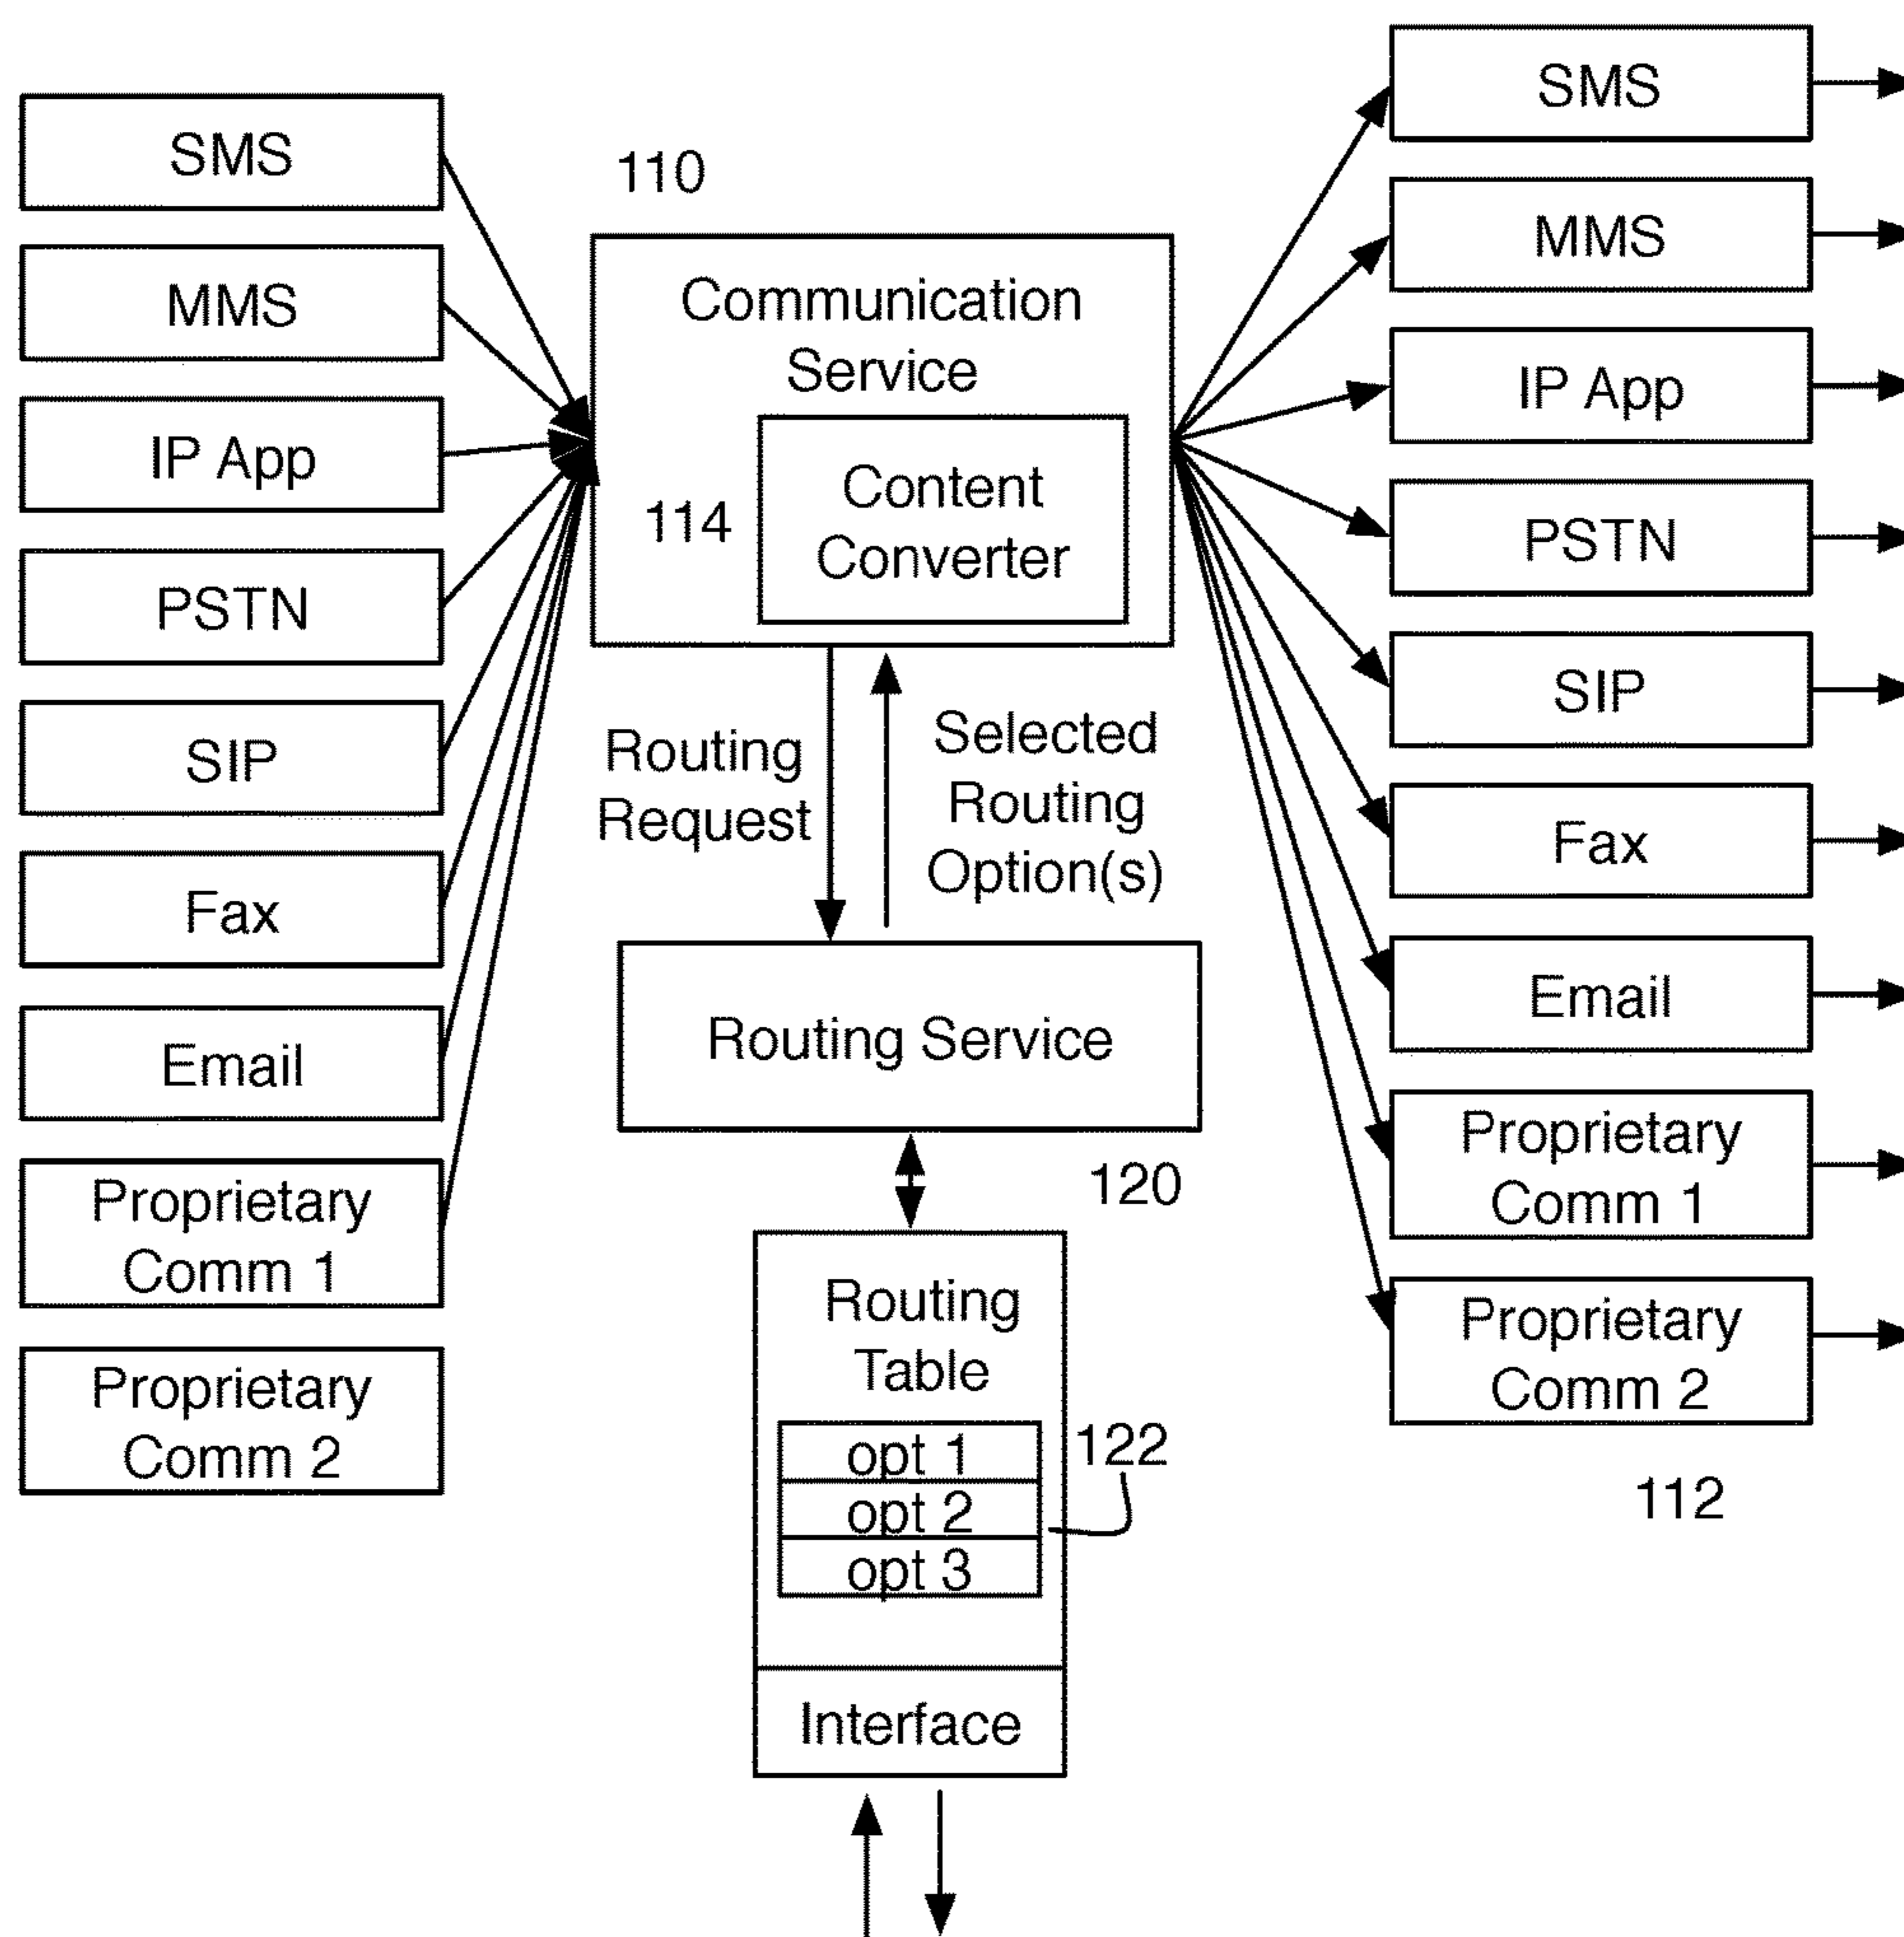 SMS
MMS
IP App
PSTN
SIP
Fax
Email
Proprietary
Comm 1
Proprietary
Comm 2
110
Communication
Service
114
Content
Converter
Routing
Request
Selected
Routing
Option(s)
Routing Service
120
Routing
Table
opt 1
opt 2
opt 3
122
Interface
SMS
MMS
IP App
PSTN
SIP
Fax
Email
Proprietary
Comm 1
Proprietary
Comm 2
112